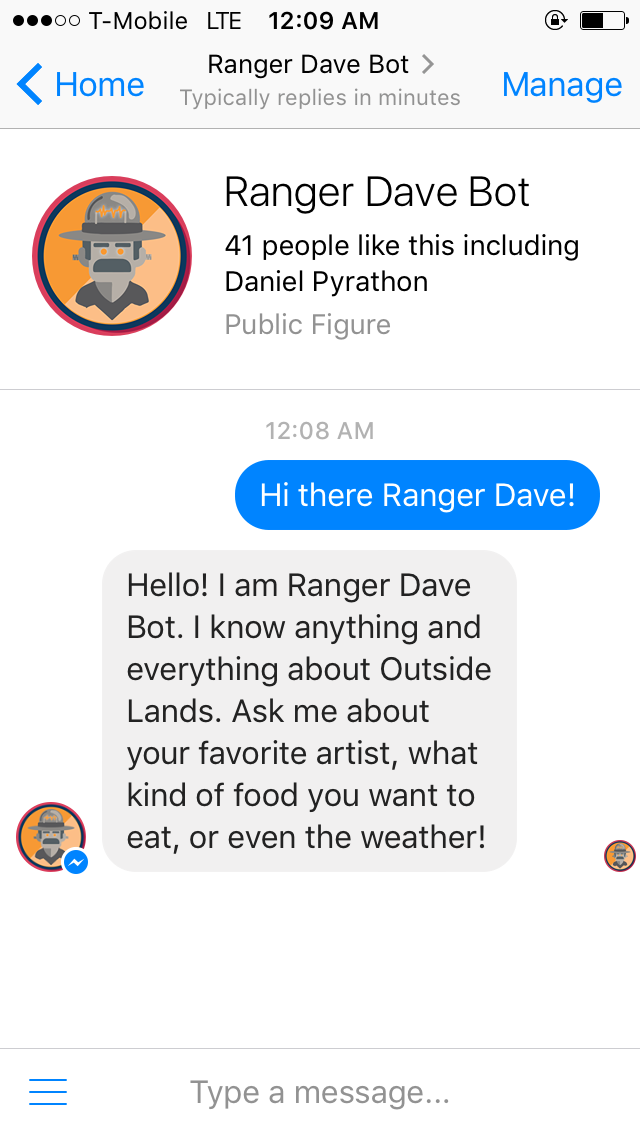 T-Mobile LTE 12:09 AM
Home
Ranger Dave Bot
Typically replies in minutes
Manage
Ranger Dave Bot
41 people like this including
Daniel Pyrathon
Public Figure
12:08 AM
Hi there Ranger Dave!
Hello! I am Ranger Dave
Bot. I know anything and
everything about Outside
Lands. Ask me about
your favorite artist, what
kind of food you want to
eat, or even the weather!
Type a message...